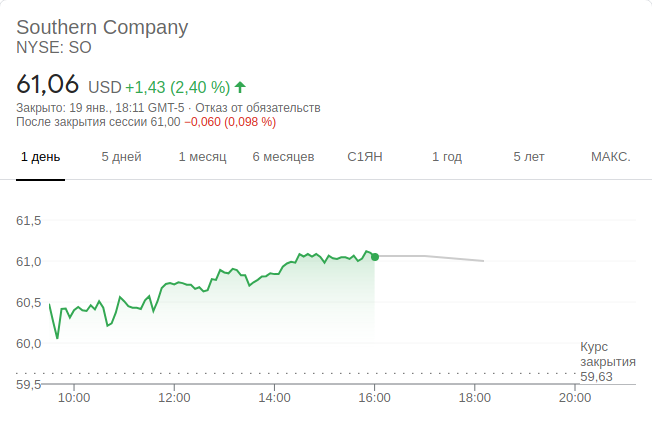 Southern Company
NYSE: SO
61,06 USD +1,43 (2,40 %)
Закрыто: 19 янв., 18:11 GMT-5 · Отказ от обязательств
После закрытия сессии 61,00 −0,060 (0,098 %)
1 день 5 дней 1 месяц 6 месяцев С1ЯН 1 год 5 лет МАКС.
61,5
61,0
60,5
60,0
Курс
закрытия
59,63
59,5
10:00 12:00 14:00 16:00 18:00 20:00